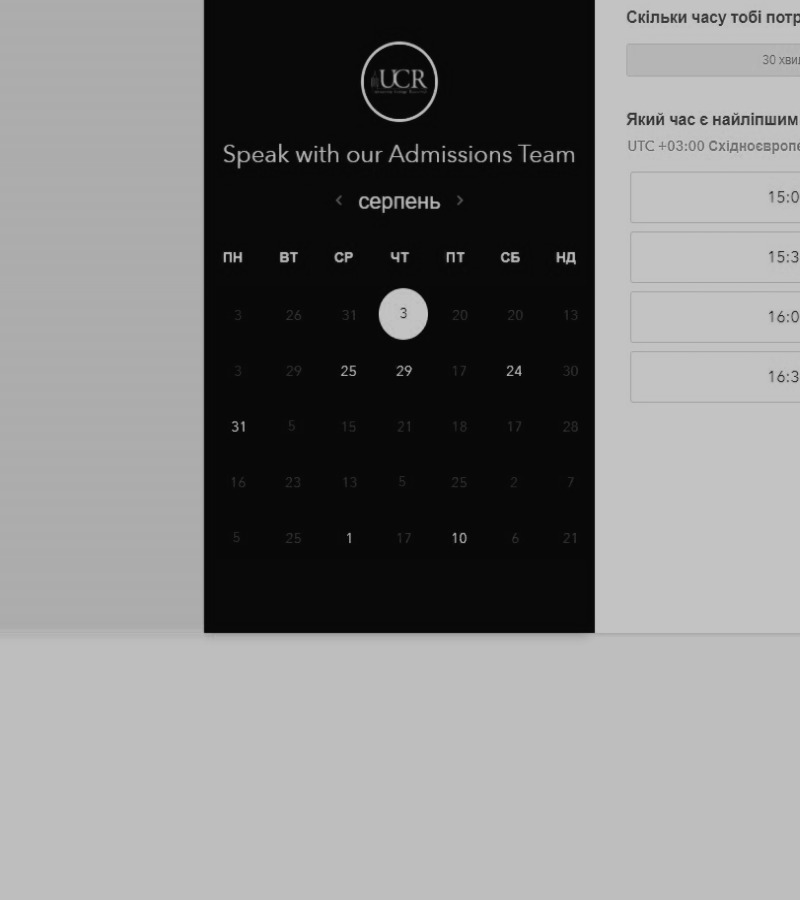 UCR
Speak with our Admissions Team
< серпень >
ПН ВТ СР ЧТ ПТ СБ НД
3 26 31 3 20 20 13
3 29 25 29 17 24 30
31 5 15 21 18 17 28
16 23 13 5 25 2 7
5 25 1 17 10 6 21
Скільки часу тобі потр
30 хви
Який час є найліпшим
UTC +03:00 Східноєвропе
15:0
15:3
16:0
16:3